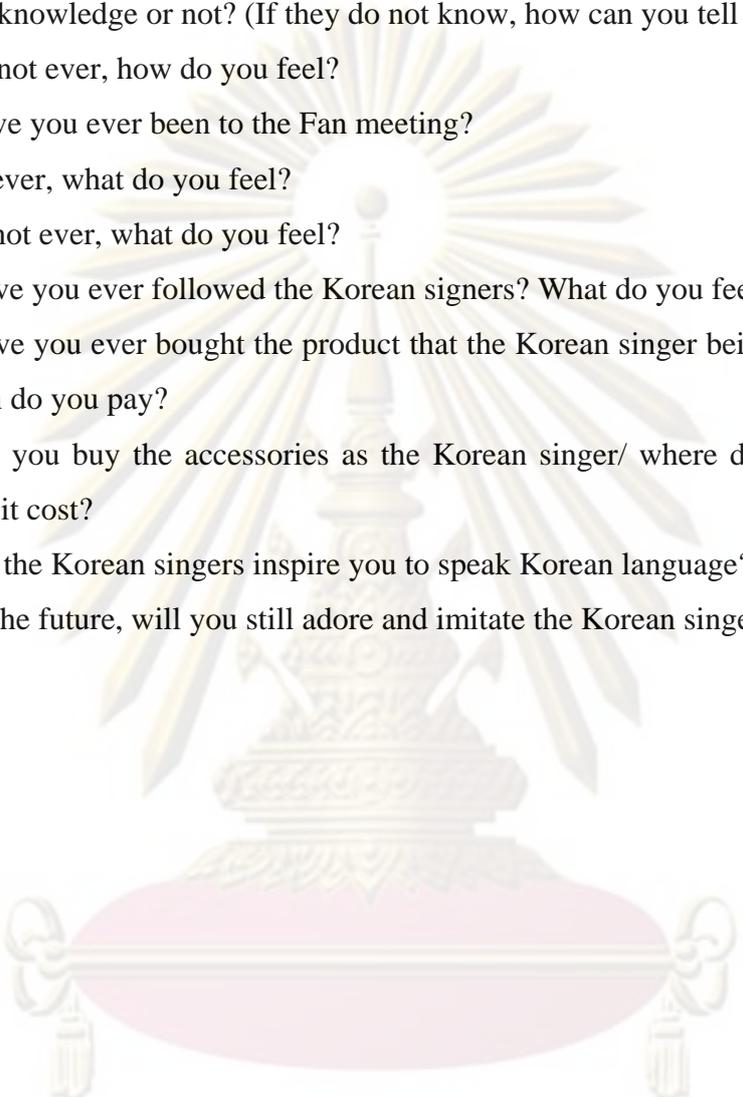 knowledge or not? (If they do not know, how can you tell
not ever, how do you feel?
ve you ever been to the Fan meeting?
ever, what do you feel?
not ever, what do you feel?
ve you ever followed the Korean signers? What do you fee
ve you ever bought the product that the Korean singer bei
do you pay?
you buy the accessories as the Korean singer/ where d
it cost?
the Korean singers inspire you to speak Korean language?
he future, will you still adore and imitate the Korean singe